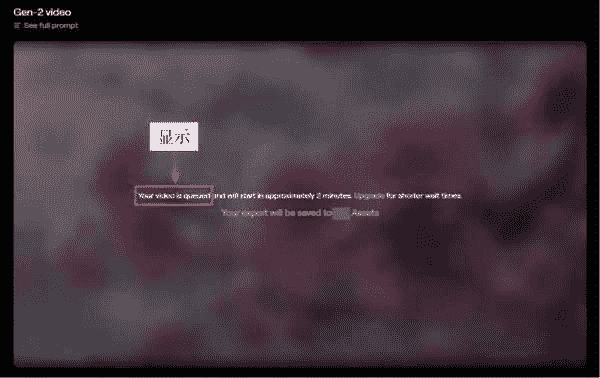 Gen-2 video
See full prompt
显示
Your video is queued and will start in approximately 2 minutes. Upgrade for shorter wait times.
Your export will be saved to Assets